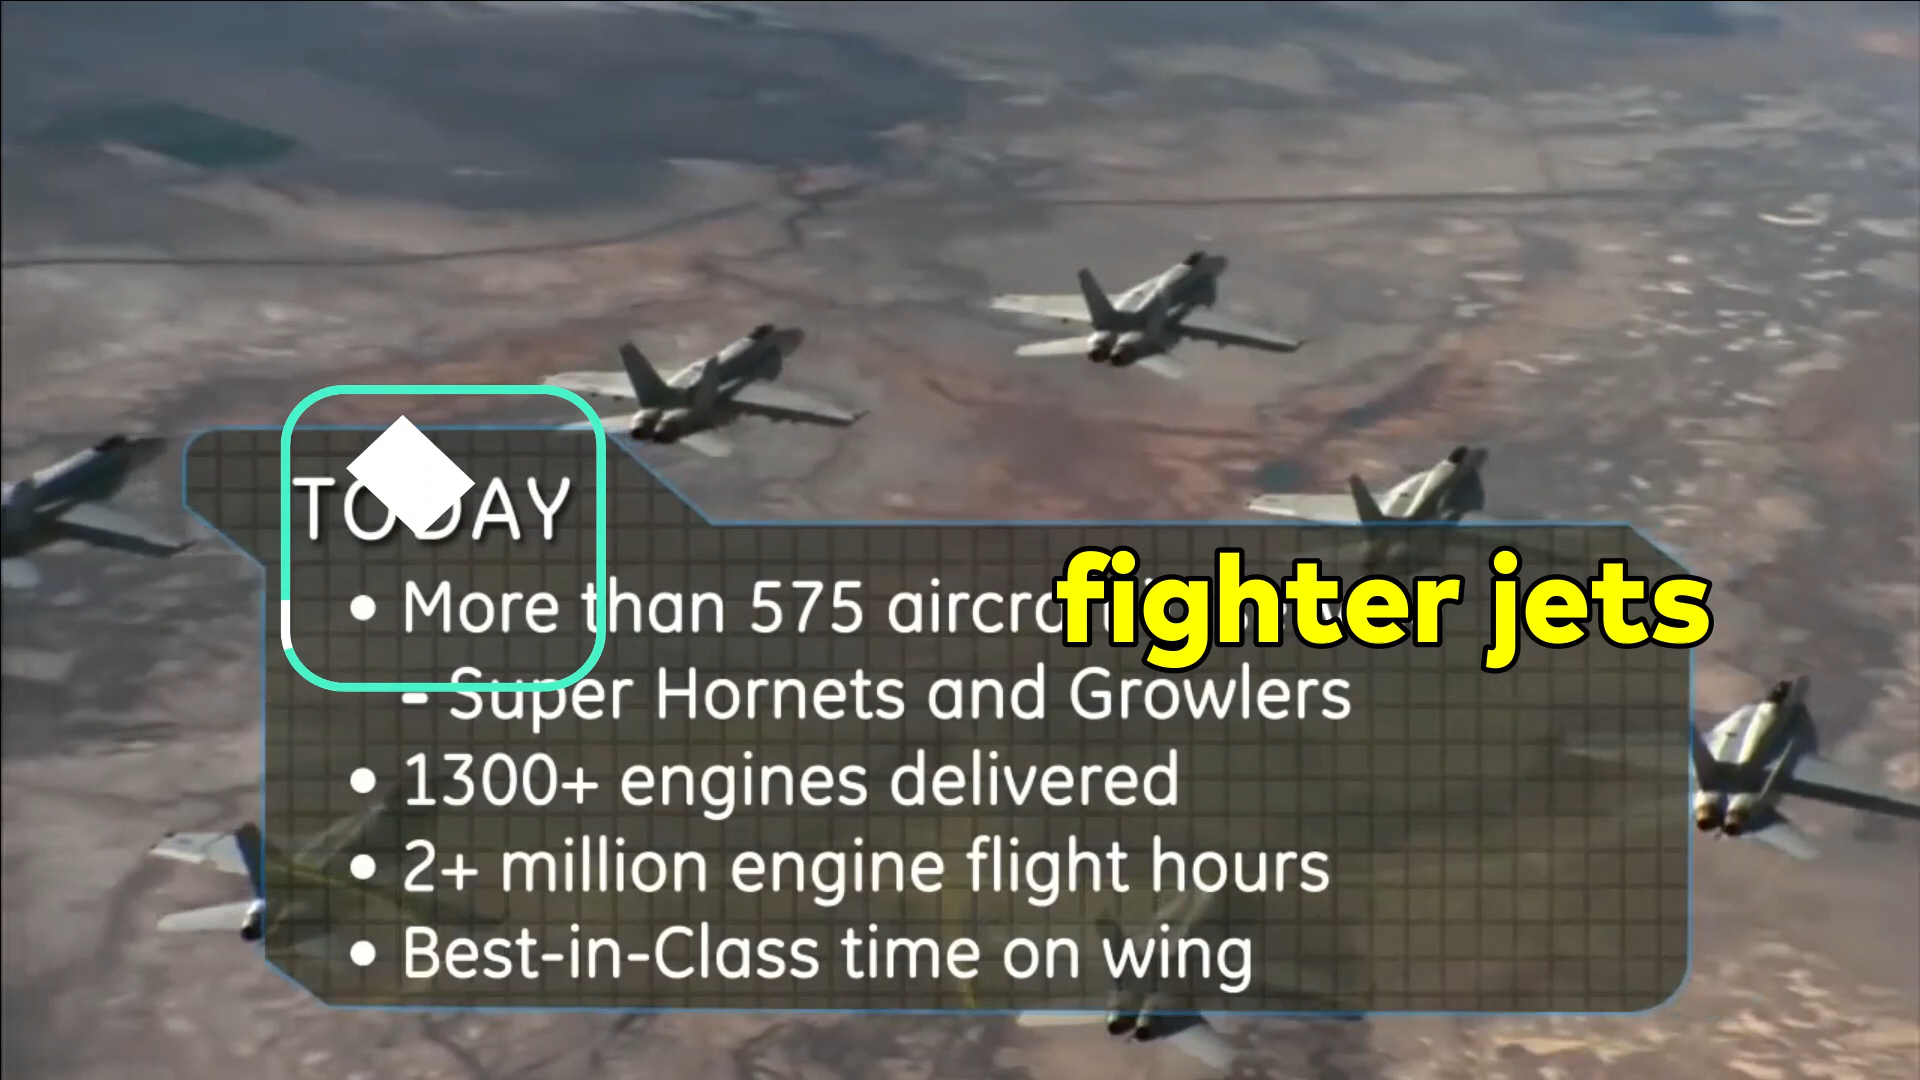 TODAY
fighter jets
• More than 575
- Super Hornets and Growlers
• 1300+ engines delivered
• 2+ million engine flight hours
• Best-in-Class time on wing